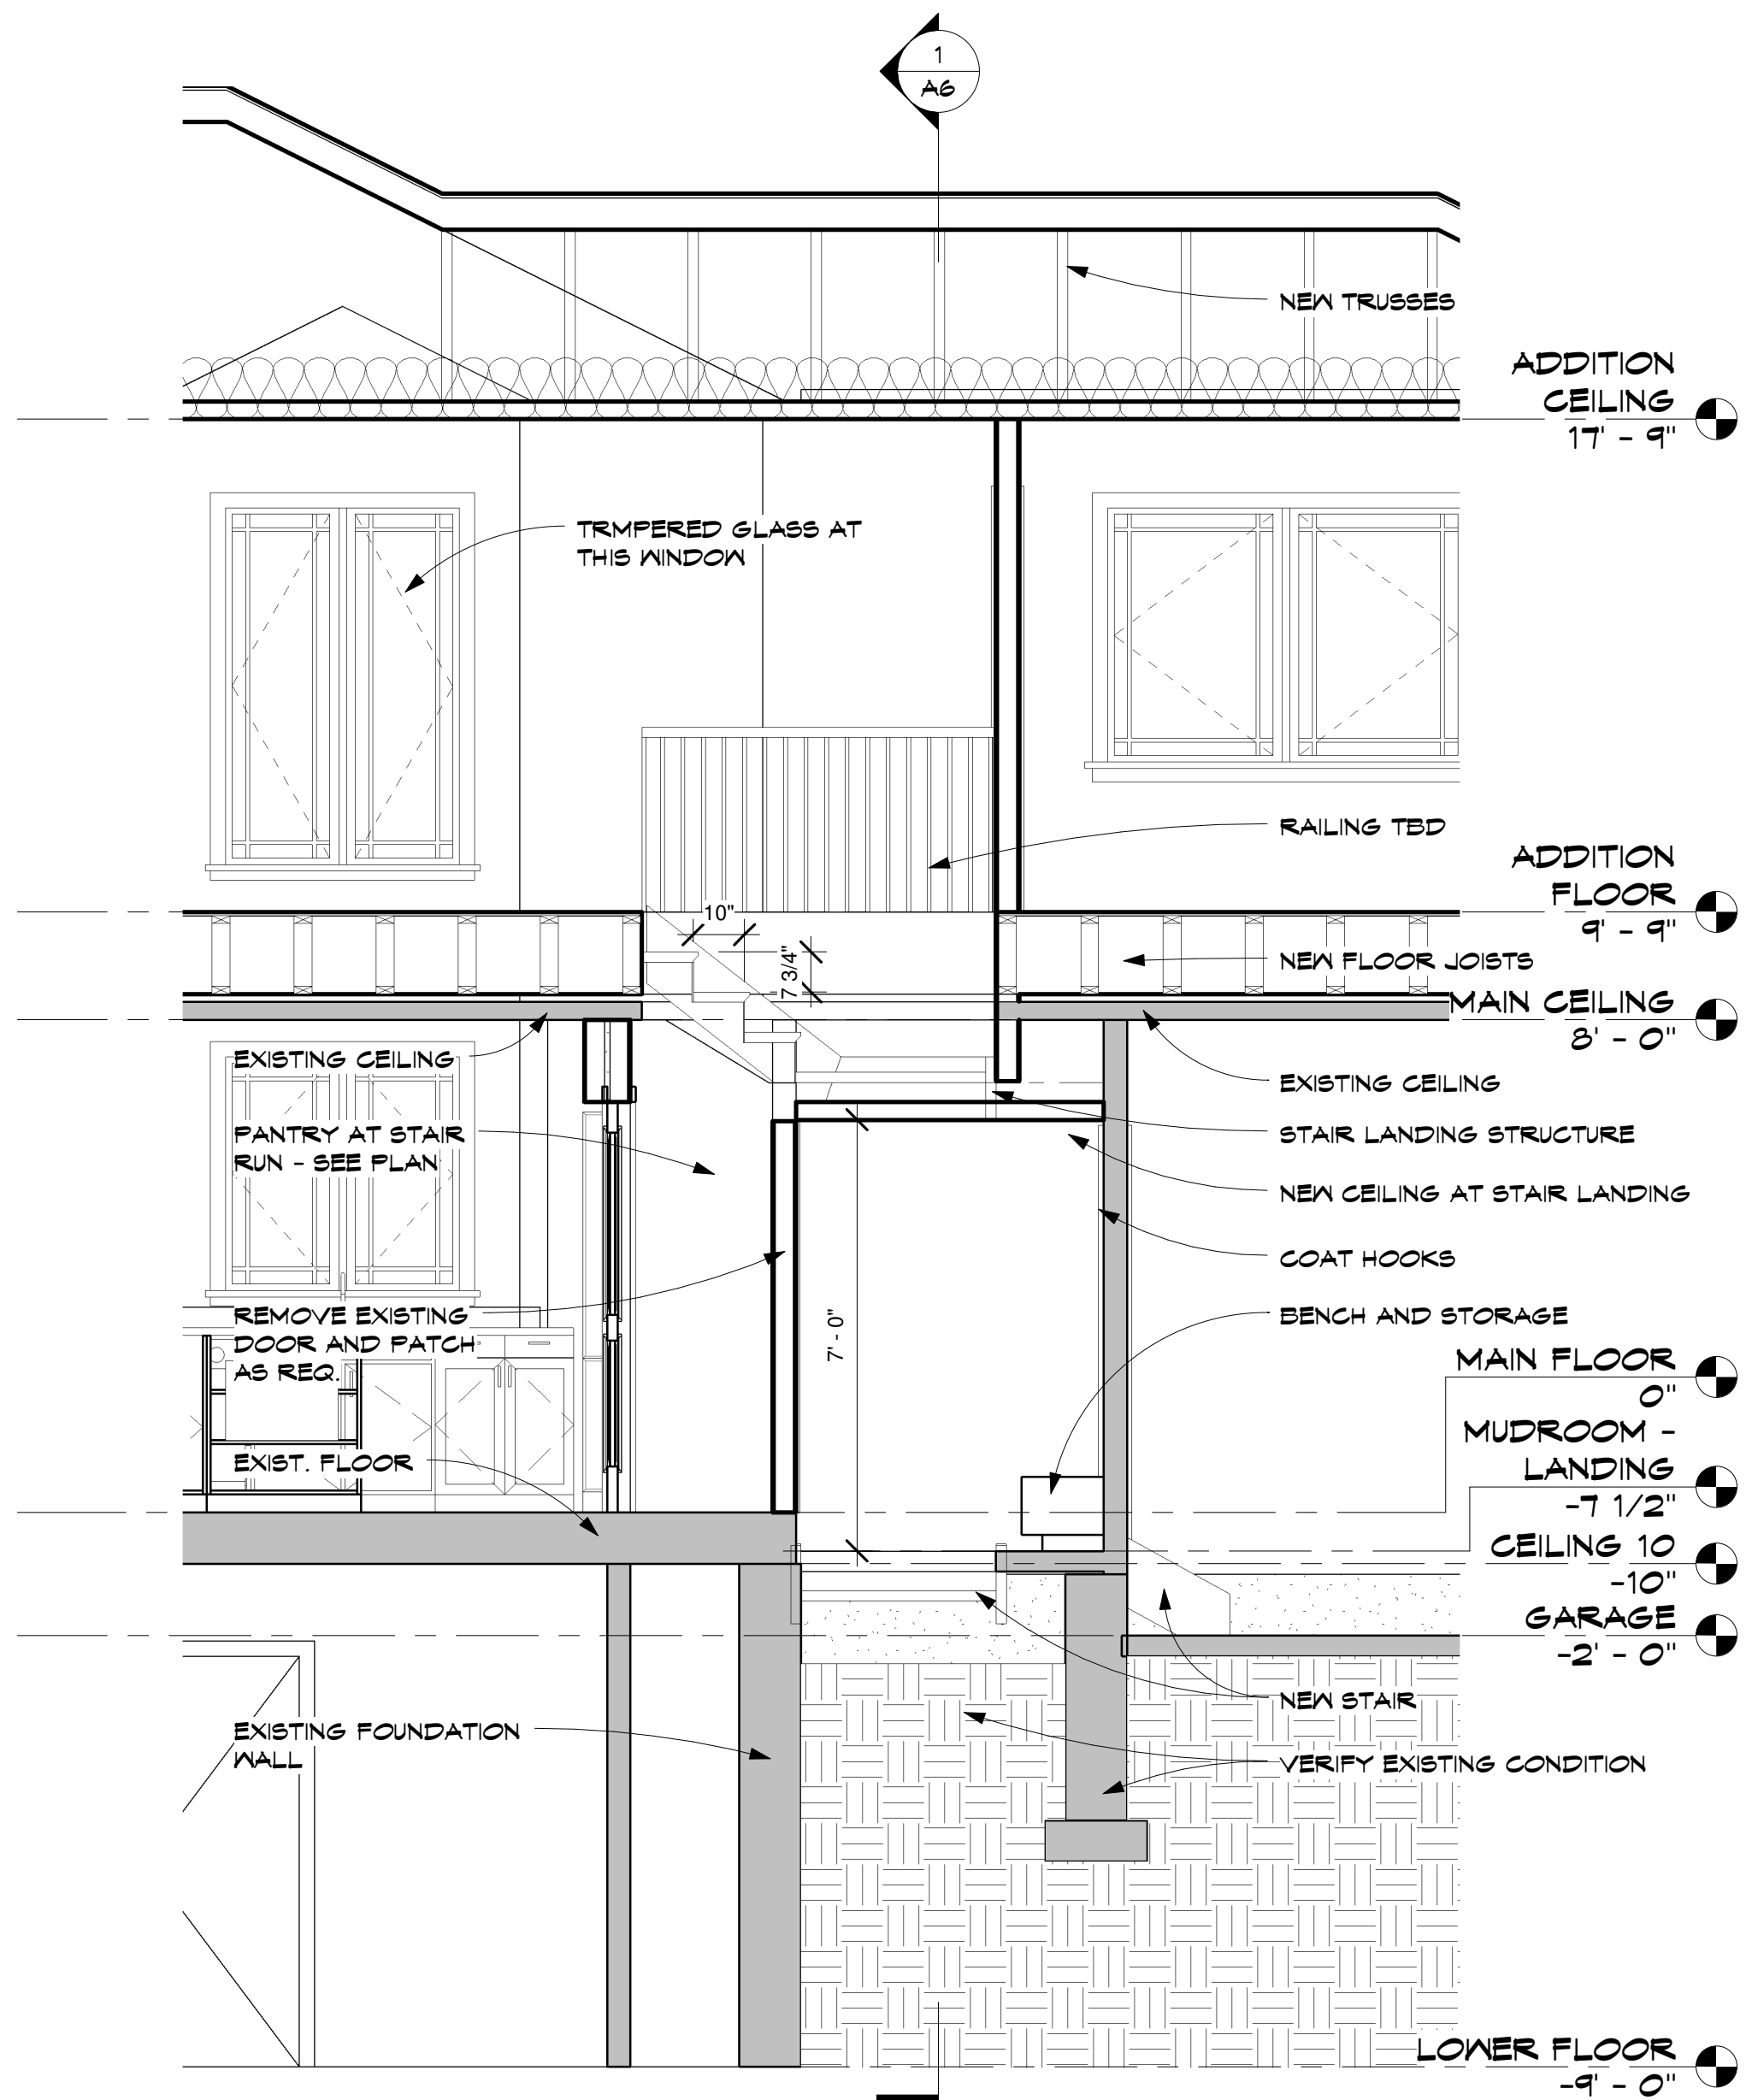 1
A6
NEW TRUSSES
ADDITION
CEILING
17' - 9"
TRMPERED GLASS AT
THIS WINDOW
RAILING TBD
ADDITION
FLOOR
9' - 9"
10"
7 3/4"
NEW FLOOR JOISTS
MAIN CEILING
8' - 0"
EXISTING CEILING
EXISTING CEILING
PANTRY AT STAIR
RUN - SEE PLAN
STAIR LANDING STRUCTURE
NEW CEILING AT STAIR LANDING
COAT HOOKS
REMOVE EXISTING
DOOR AND PATCH
AS REQ.
7' - 0"
BENCH AND STORAGE
MAIN FLOOR
0"
MUDROOM -
LANDING
-7 1/2"
EXIST. FLOOR
CEILING 10
-10"
GARAGE
-2' - 0"
NEW STAIR
EXISTING FOUNDATION
WALL
VERIFY EXISTING CONDITION
LOWER FLOOR
-9' - 0"